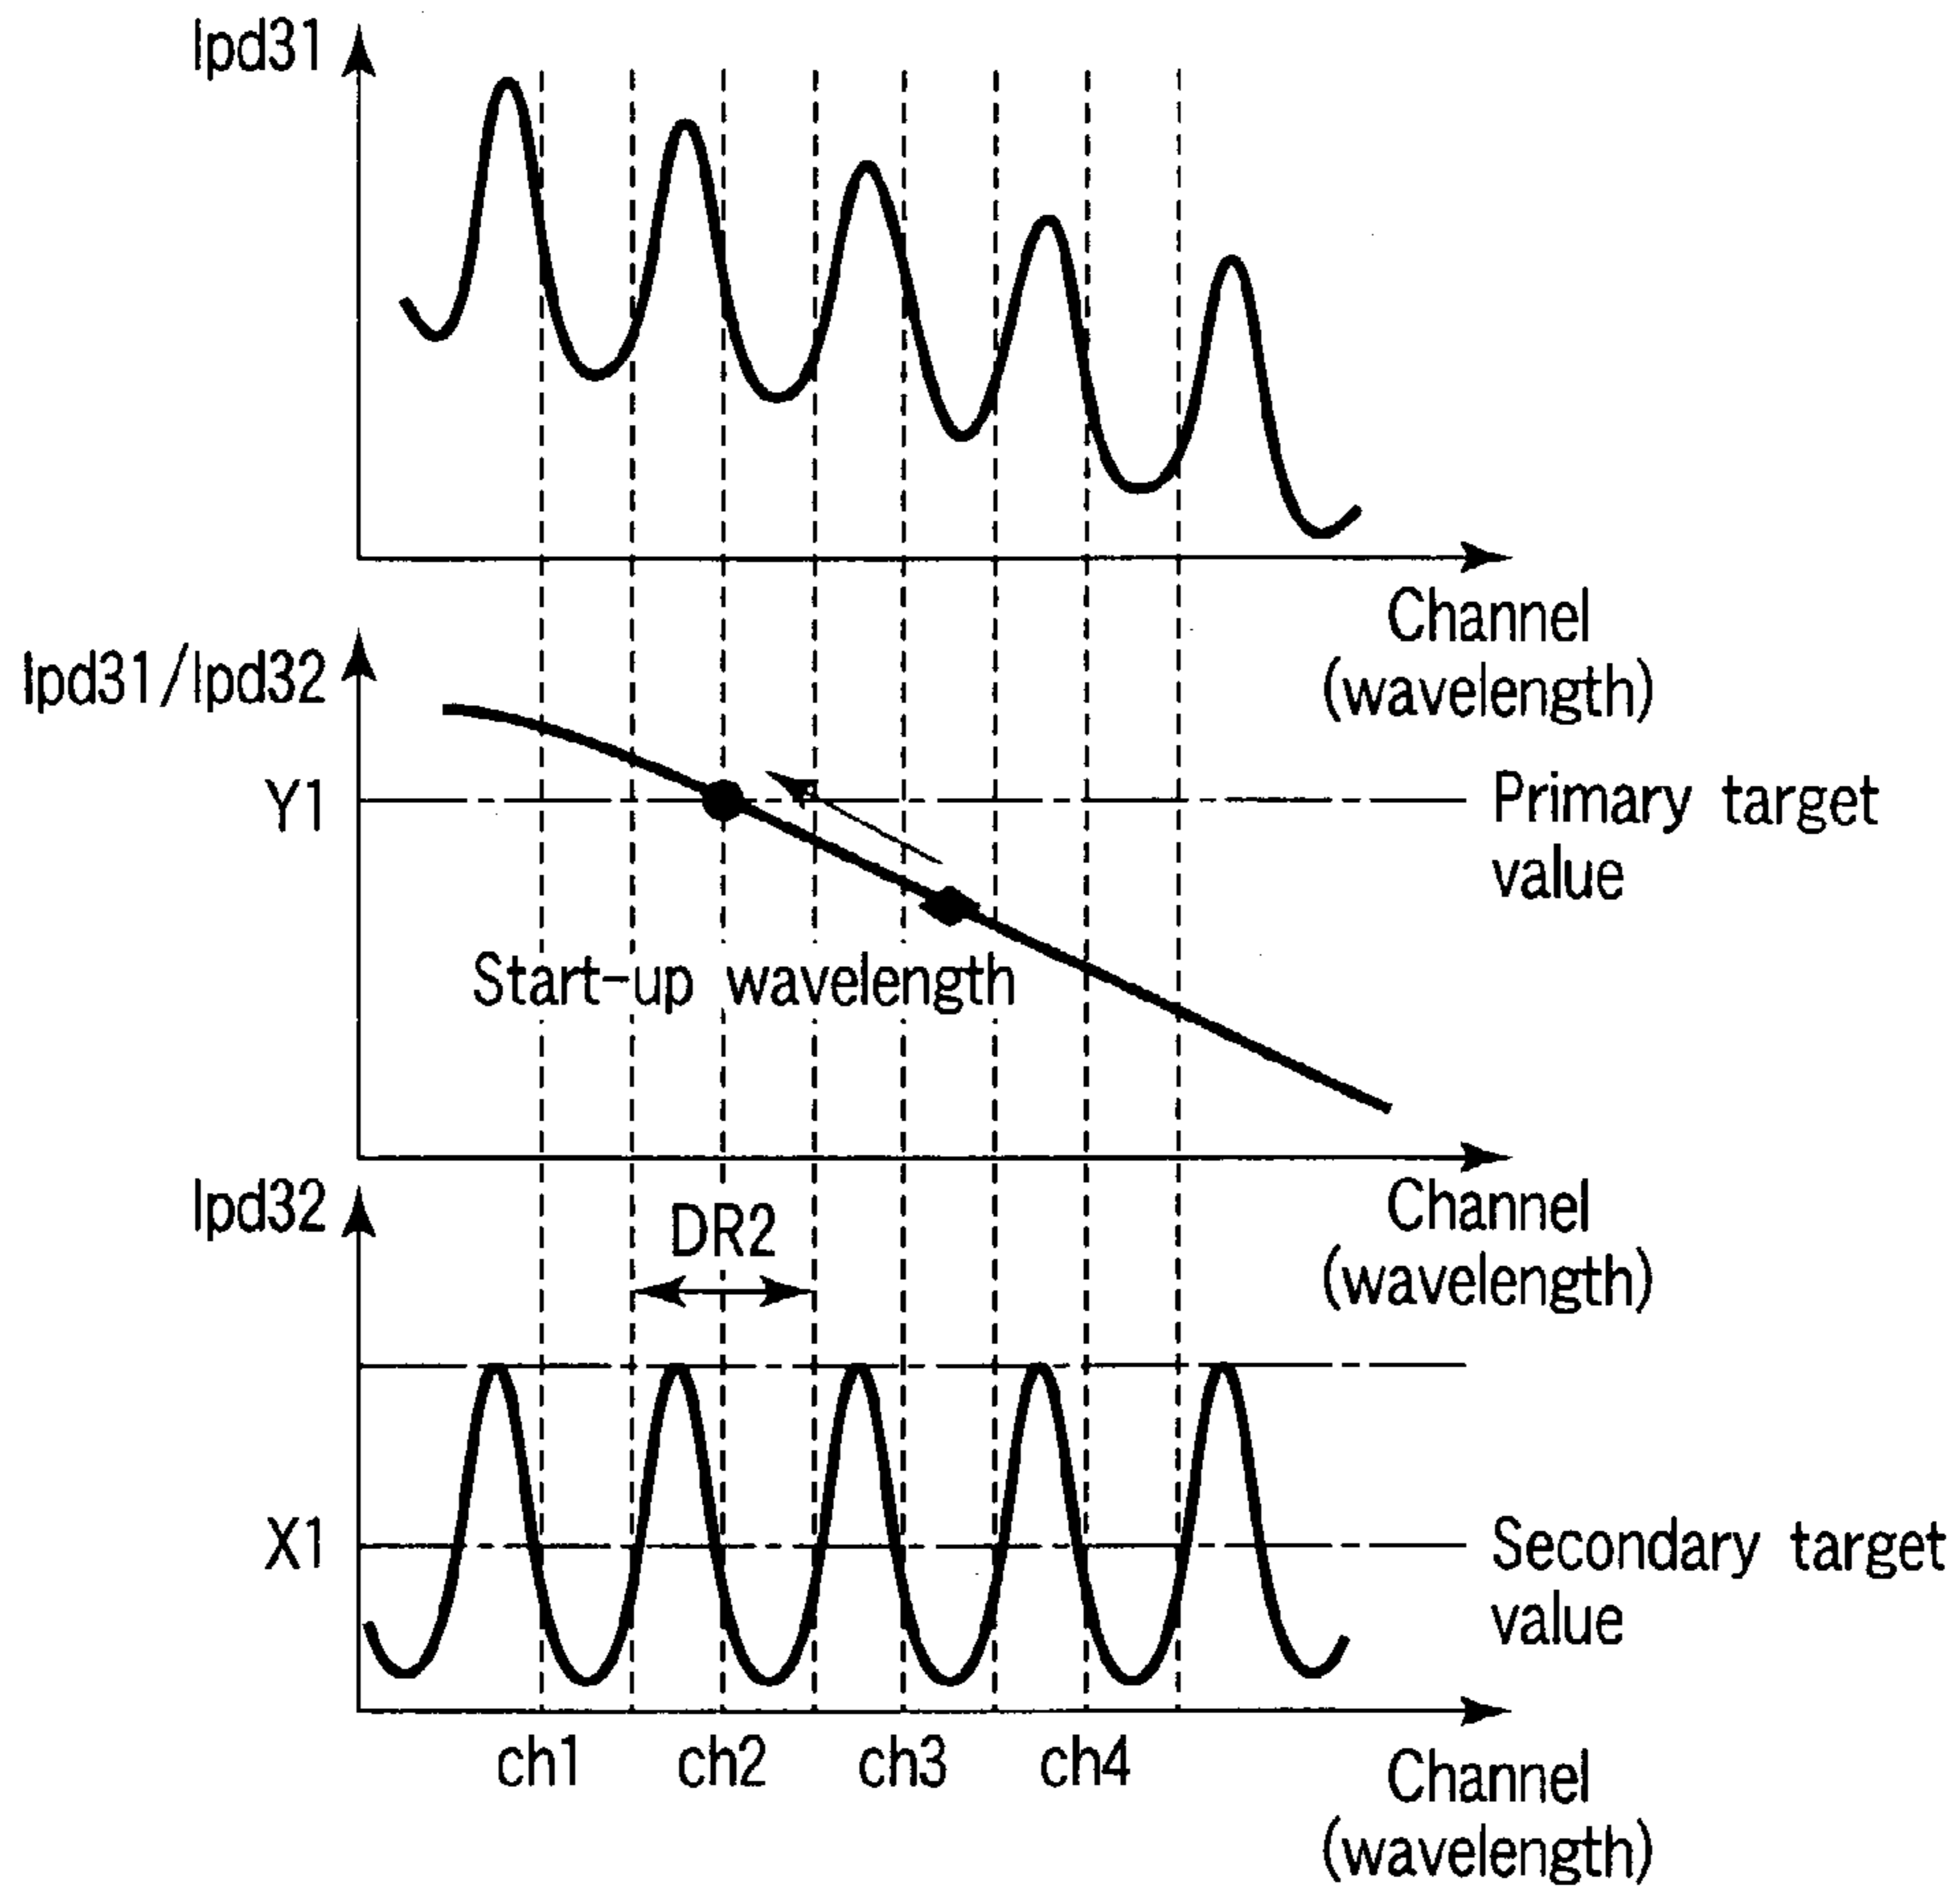 Ipd31
Channel
(wavelength)
Ipd31/Ipd32
Y1
Primary target
value
Start-up wavelength
Channel
(wavelength)
Ipd32
DR2
X1
Secondary target
value
ch1 ch2 ch3 ch4
Channel
(wavelength)